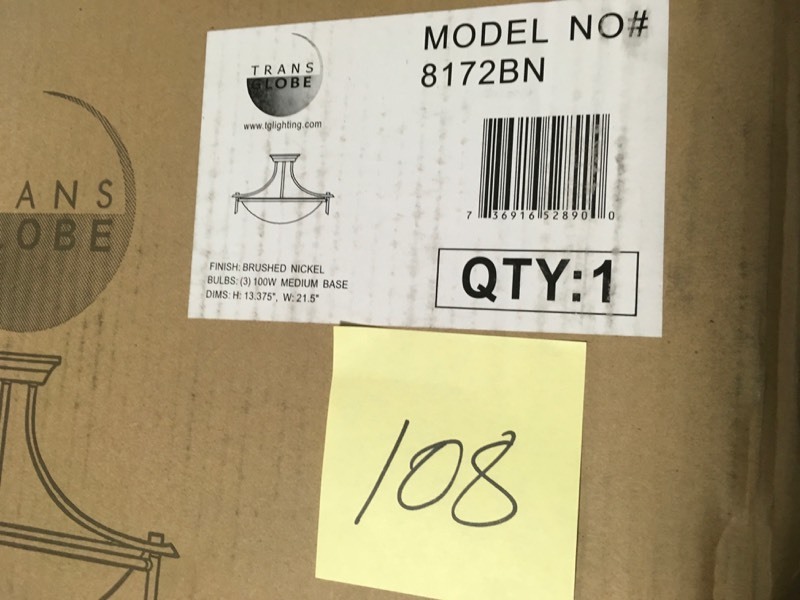 TRANS
GLOBE
www.tglighting.com
MODEL NO#
8172BN
7 36916 52890 0
FINISH: BRUSHED NICKEL
BULBS: (3) 100W MEDIUM BASE
DIMS: H: 13.375", W: 21.5"
QTY:1
ANS
OBE
108